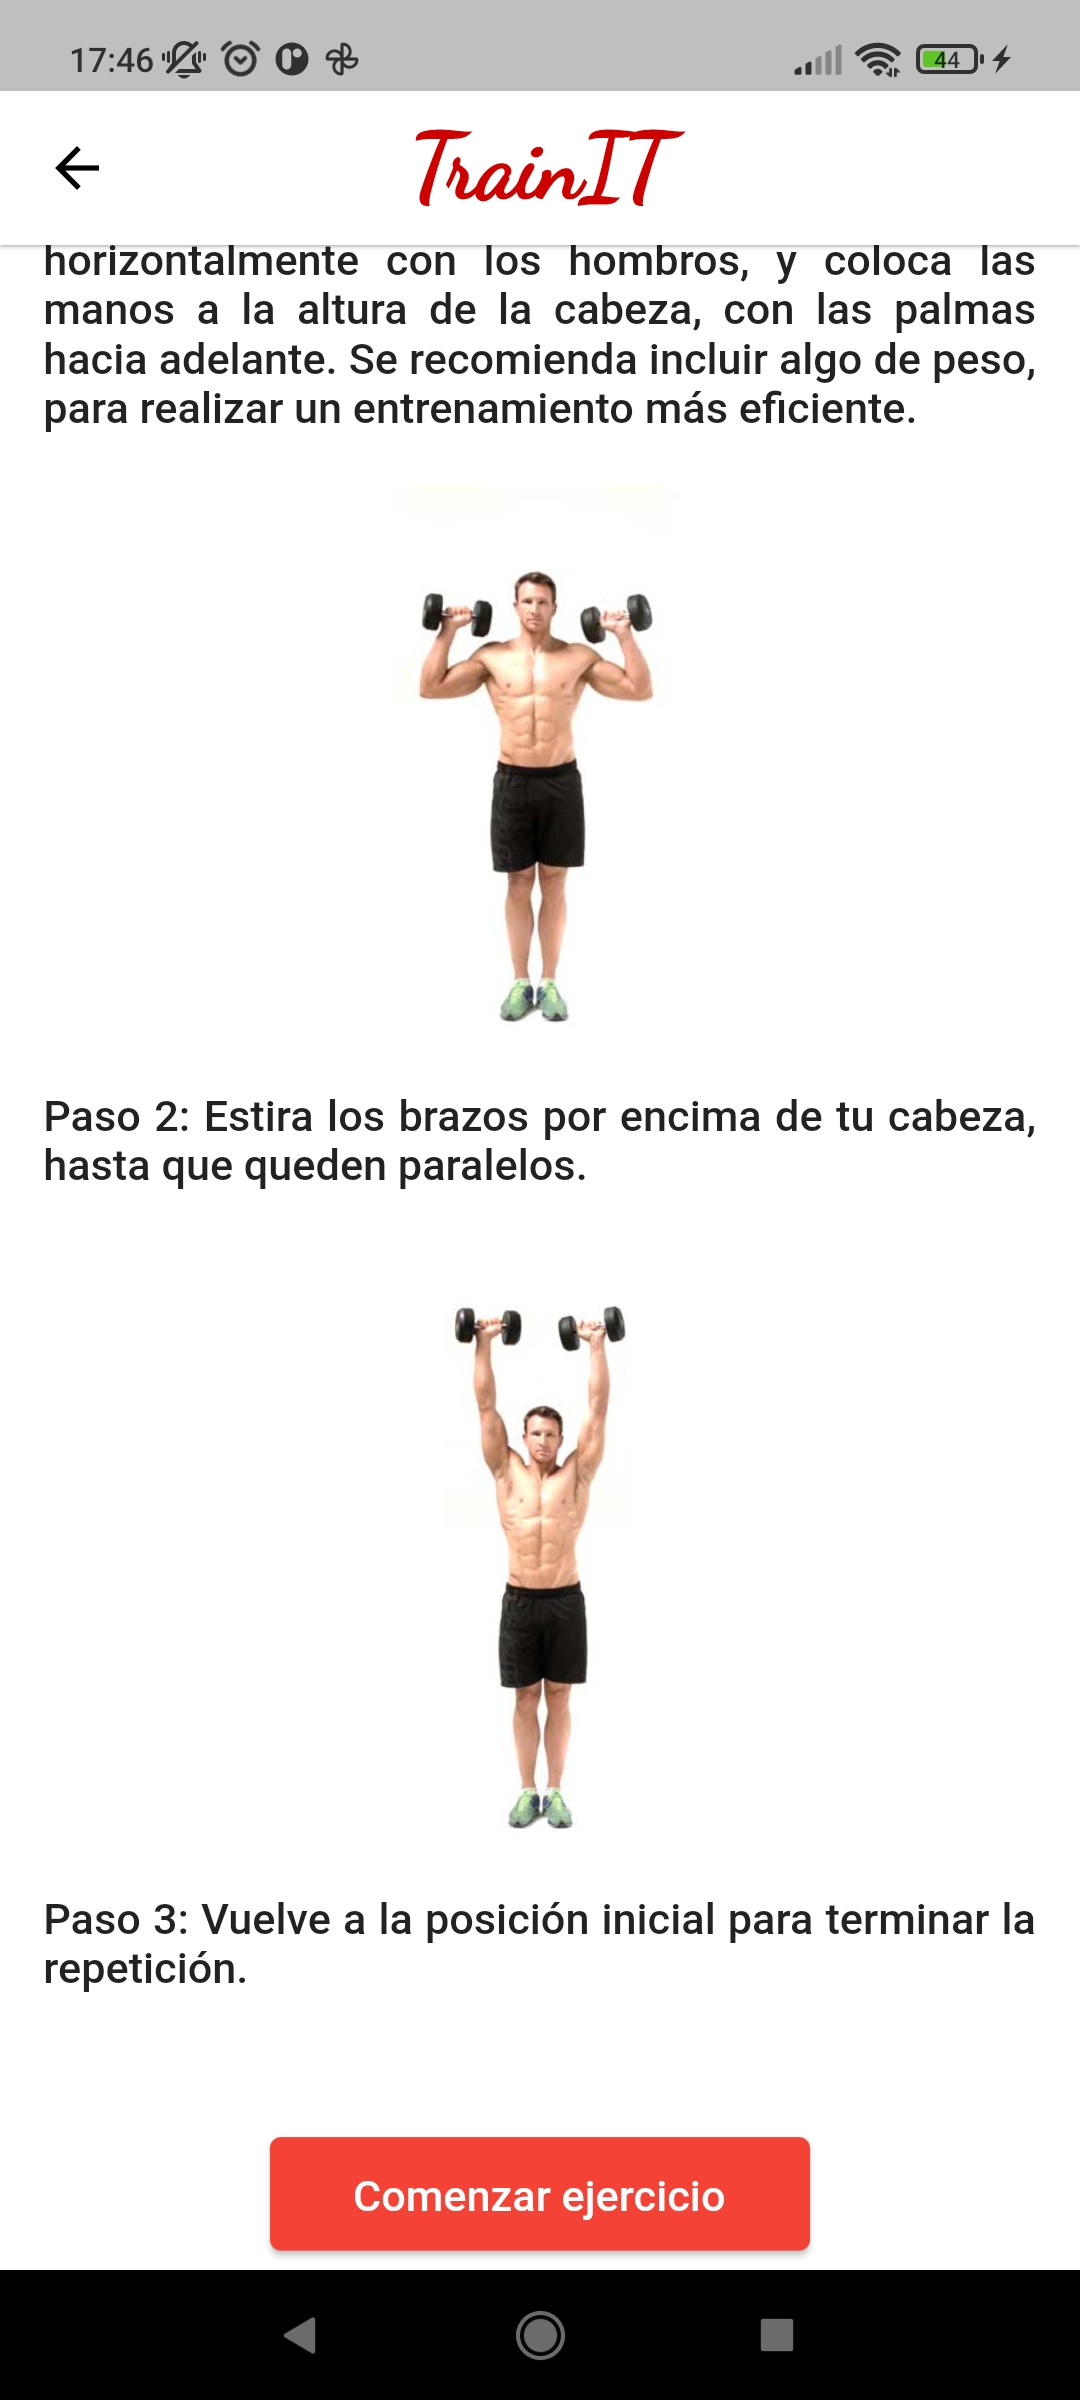 17:46
44
TrainIT
horizontalmente con los hombros, y coloca las
manos a la altura de la cabeza, con las palmas
hacia adelante. Se recomienda incluir algo de peso,
para realizar un entrenamiento más eficiente.
Paso 2: Estira los brazos por encima de tu cabeza,
hasta que queden paralelos.
Paso 3: Vuelve a la posición inicial para terminar la
repetición.
Comenzar ejercicio